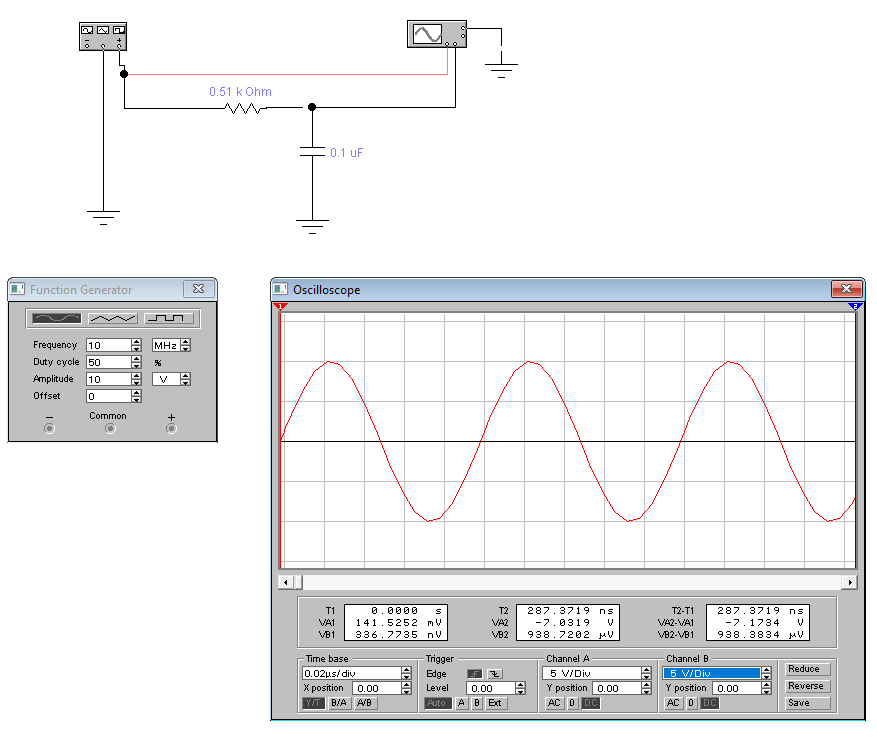 0.51 k Ohm
0.1 uF
Function Generator
Frequency 10 MHz
Duty cycle 50 %
Amplitude 10 V
Offset 0
− Common +
Oscilloscope
1 2
T1 0.0000 s T2 287.3719 ns T2-T1 287.3719 ns
VA1 141.5252 mV VA2 -7.0319 V VA2-VA1 -7.1734 V
VB1 336.7735 nV VB2 938.7202 µV VB2-VB1 938.3834 µV
Time base Trigger Channel A Channel B
0.02µs/div Edge 5 V/Div 5 V/Div Reduce
X position 0.00 Level 0.00 Y position 0.00 Y position 0.00 Reverse
Y/T B/A A/B Auto A B Ext AC 0 DC AC 0 DC Save